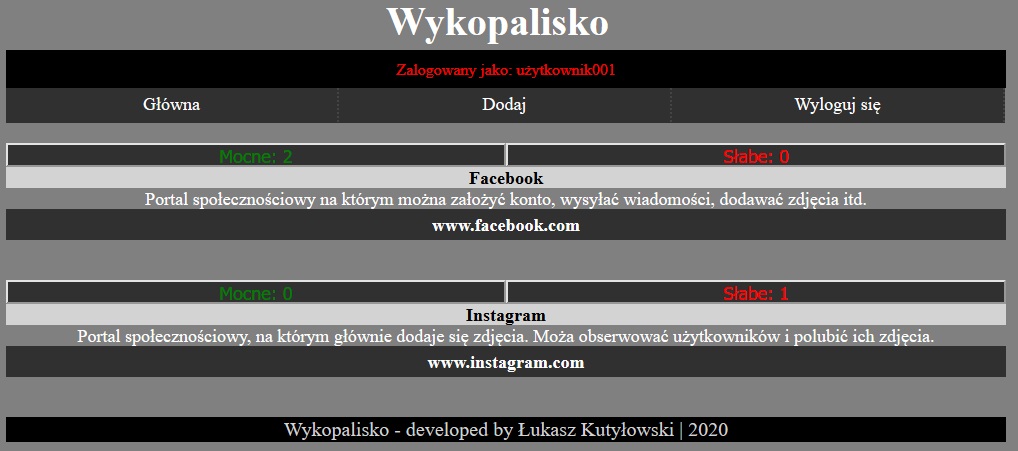 Wykopalisko
Zalogowany jako: użytkownik001
Główna Dodaj Wyloguj się
Mocne: 2 Słabe: 0
Facebook
Portal społecznościowy na którym można założyć konto, wysyłać wiadomości, dodawać zdjęcia itd.
www.facebook.com
Mocne: 0 Słabe: 1
Instagram
Portal społecznościowy, na którym głównie dodaje się zdjęcia. Moża obserwować użytkowników i polubić ich zdjęcia.
www.instagram.com
Wykopalisko - developed by Łukasz Kutyłowski | 2020